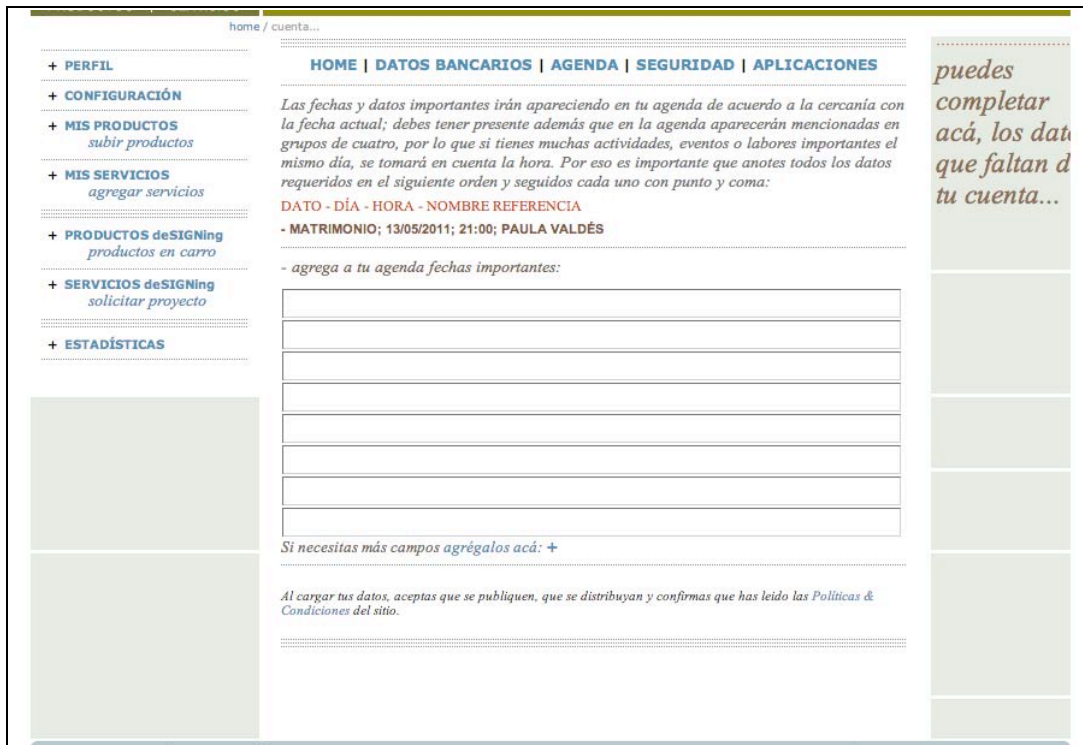 home / cuenta...
+ PERFIL
+ CONFIGURACIÓN
+ MIS PRODUCTOS
subir productos
+ MIS SERVICIOS
agregar servicios
+ PRODUCTOS deSIGNing
productos en carro
+ SERVICIOS deSIGNing
solicitar proyecto
+ ESTADÍSTICAS
HOME | DATOS BANCARIOS | AGENDA | SEGURIDAD | APLICACIONES
Las fechas y datos importantes irán apareciendo en tu agenda de acuerdo a la cercanía con
la fecha actual; debes tener presente además que en la agenda aparecerán mencionadas en
grupos de cuatro, por lo que si tienes muchas actividades, eventos o labores importantes el
mismo día, se tomará en cuenta la hora. Por eso es importante que anotes todos los datos
requeridos en el siguiente orden y seguidos cada uno con punto y coma:
DATO - DÍA - HORA - NOMBRE REFERENCIA
- MATRIMONIO; 13/05/2011; 21:00; PAULA VALDÉS
- agrega a tu agenda fechas importantes:
Si necesitas más campos agrégalos acá: +
Al cargar tus datos, aceptas que se publiquen, que se distribuyan y confirmas que has leido las Políticas &
Condiciones del sitio.
puedes
completar
acá, los dat
que faltan d
tu cuenta...